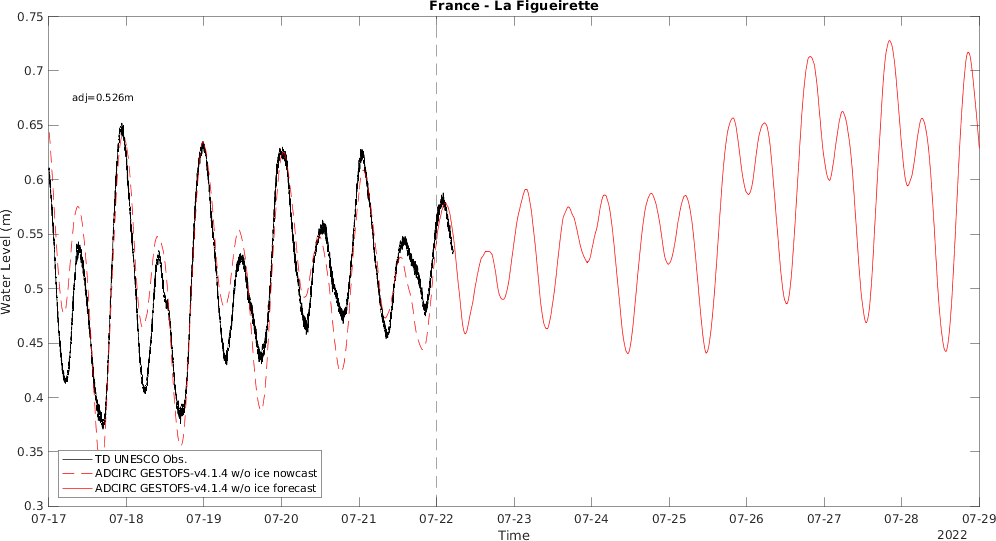 France - La Figueirette
0.75
0.7
0.65
0.6
0.55
0.5
0.45
0.4
0.35
0.3
Water Level (m)
adj=0.526m
TD UNESCO Obs.
ADCIRC GESTOFS-v4.1.4 w/o ice nowcast
ADCIRC GESTOFS-v4.1.4 w/o ice forecast
07-17 07-18 07-19 07-20 07-21 07-22 07-23 07-24 07-25 07-26 07-27 07-28 07-29
Time
2022